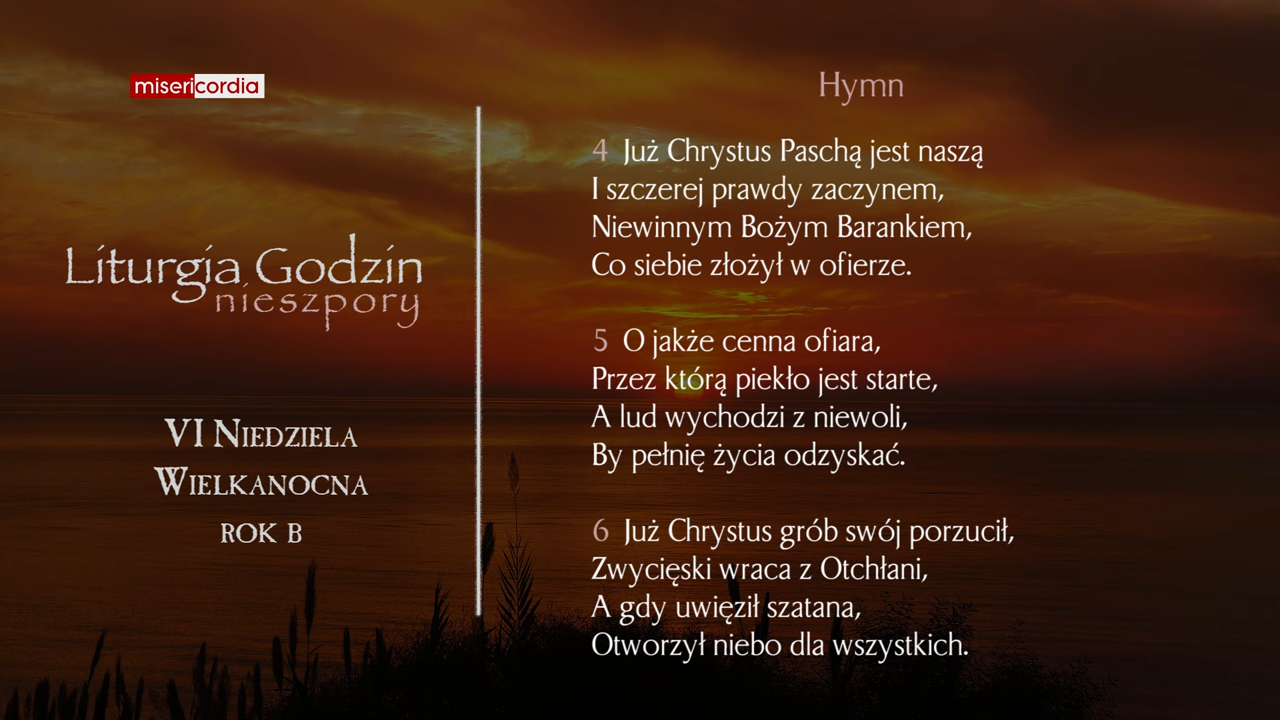 misericordia
Liturgia Godzin
nieszpory
VI Niedziela
Wielkanocna
rok B
Hymn
4 Już Chrystus Paschą jest naszą
I szczerej prawdy zaczynem,
Niewinnym Bożym Barankiem,
Co siebie złożył w ofierze.
5 O jakże cenna ofiara,
Przez którą piekło jest starte,
A lud wychodzi z niewoli,
By pełnię życia odzyskać.
6 Już Chrystus grób swój porzucił,
Zwycięski wraca z Otchłani,
A gdy uwięził szatana,
Otworzył niebo dla wszystkich.